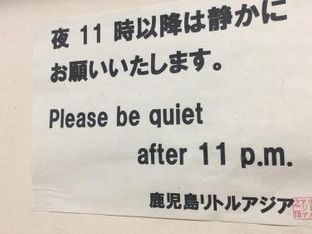 夜 11 時以降は静かに
お願いいたします。
Please be quiet
after 11 p.m.
鹿児島リトルアジア